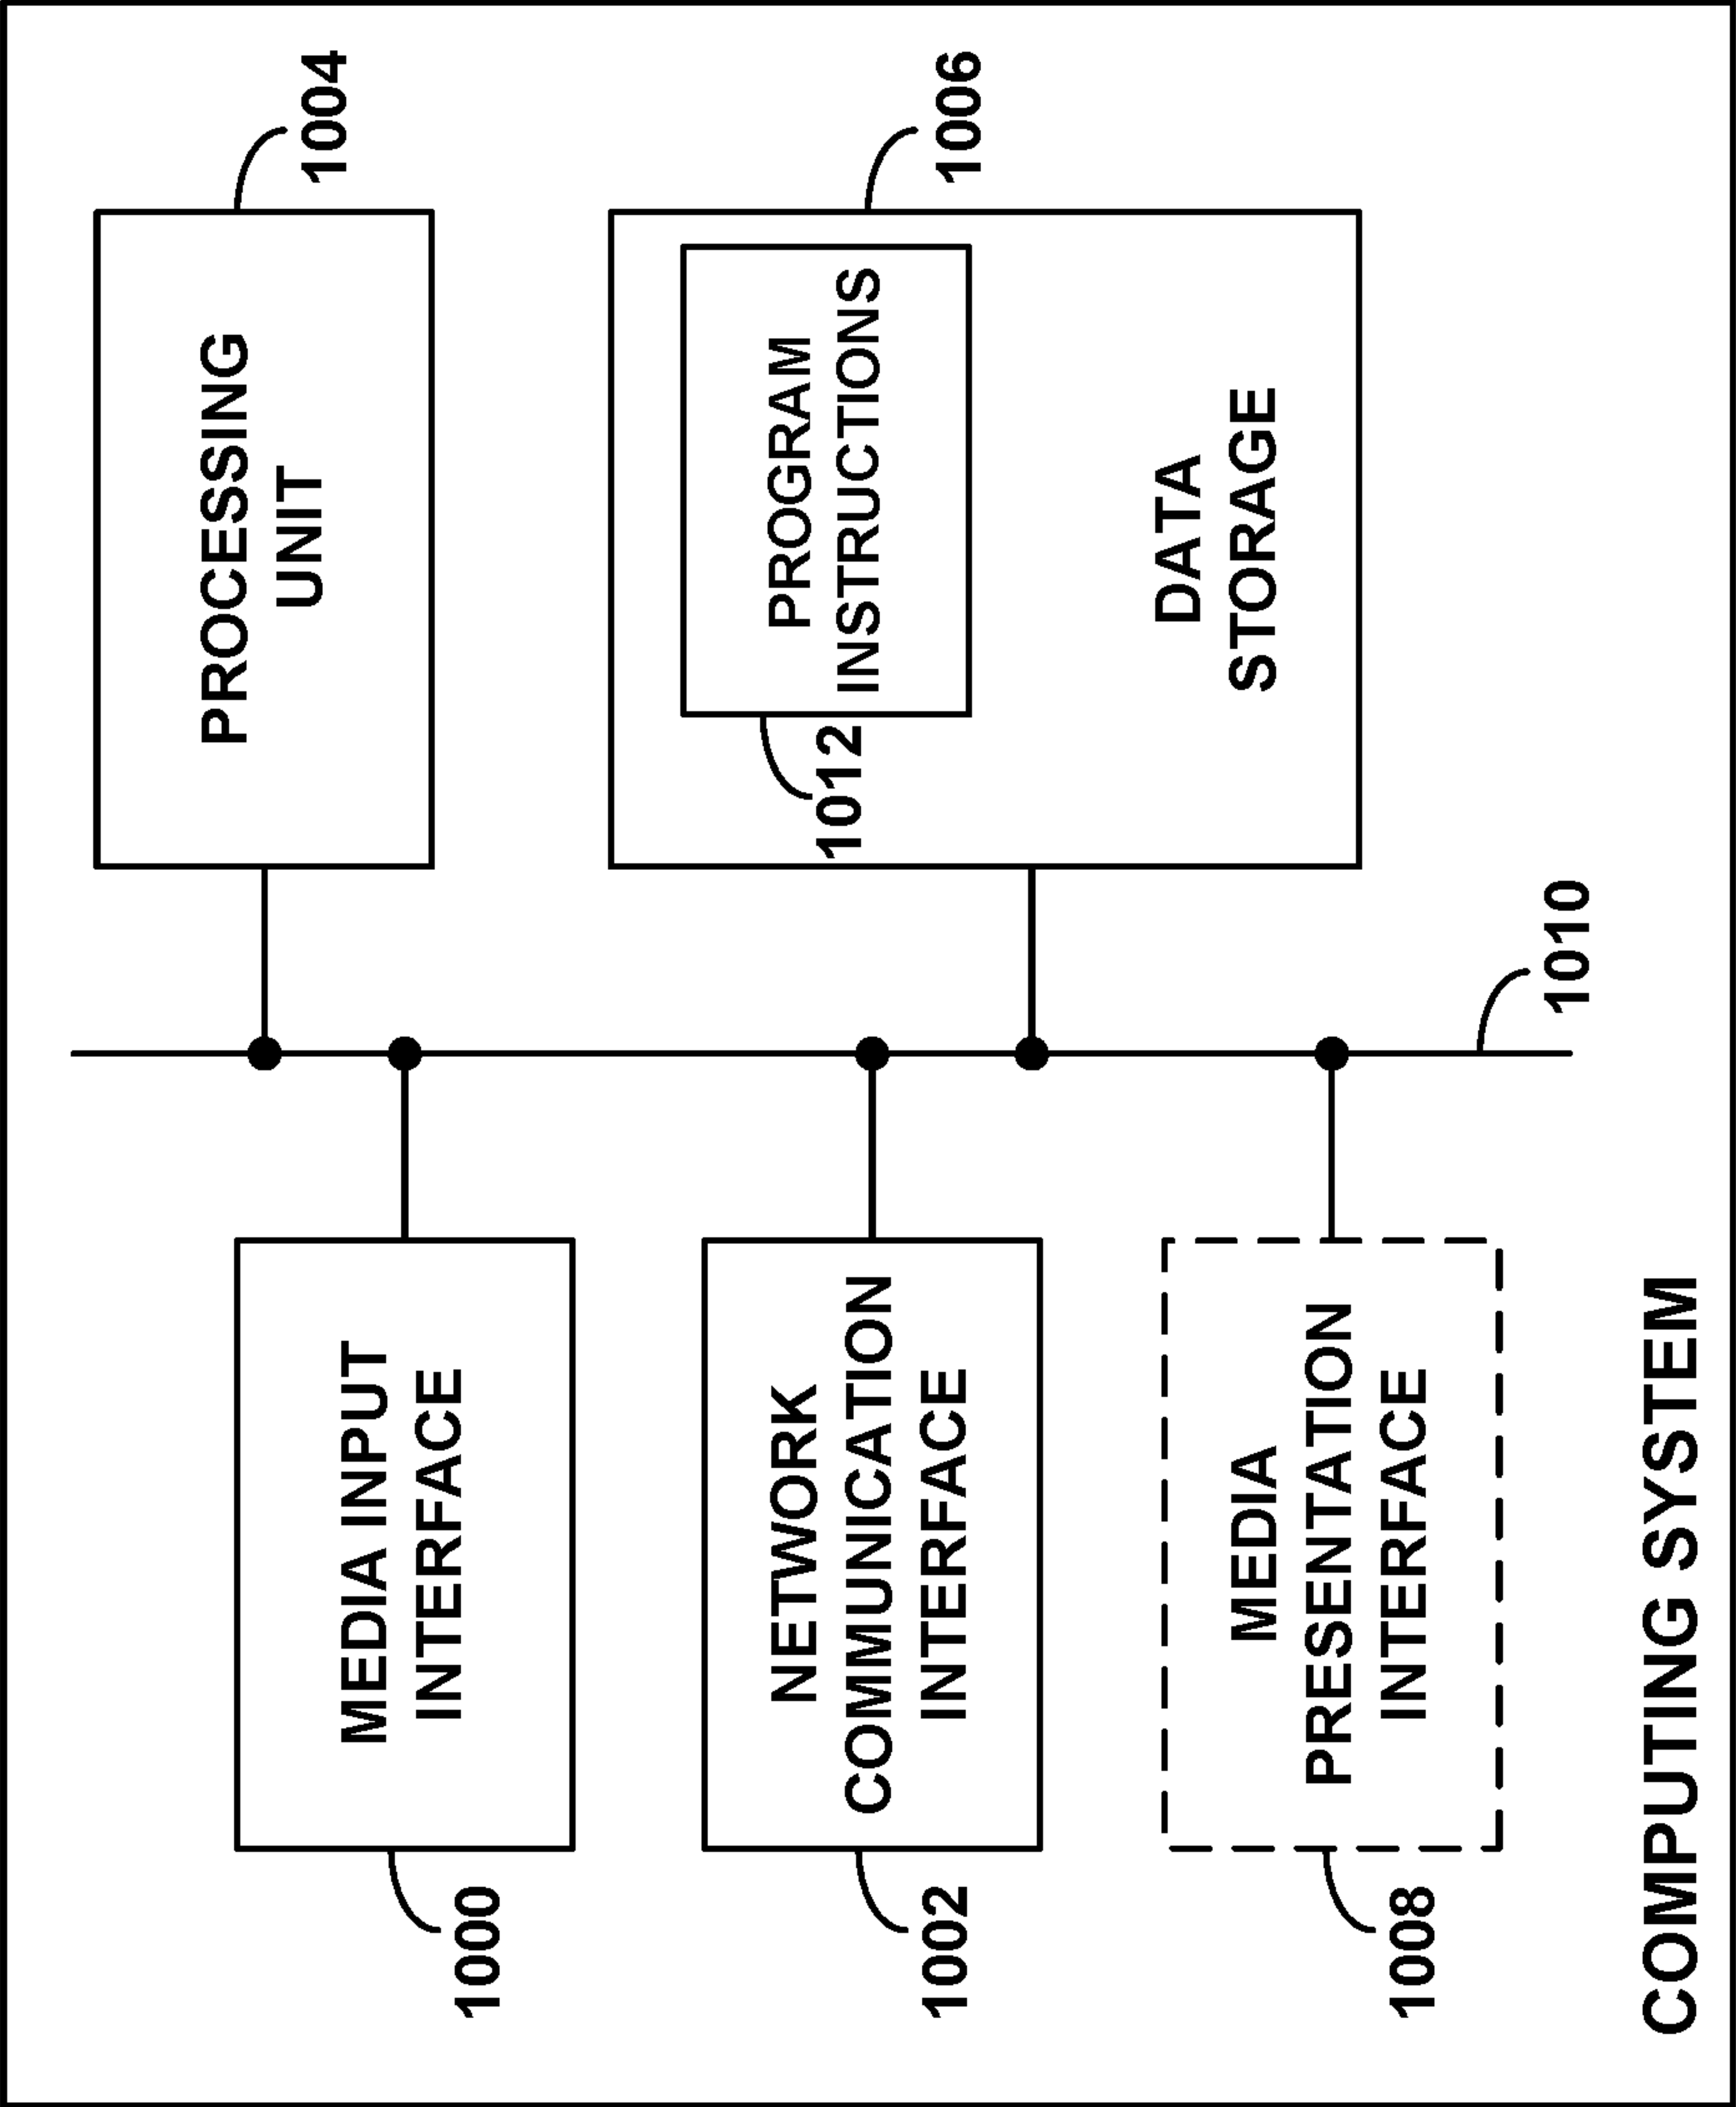 1000
MEDIA INPUT
INTERFACE
PROCESSING
UNIT
1004
1002
NETWORK
COMMUNICATION
INTERFACE
1012
PROGRAM
INSTRUCTIONS
1006
DATA
STORAGE
1008
MEDIA
PRESENTATION
INTERFACE
1010
COMPUTING SYSTEM